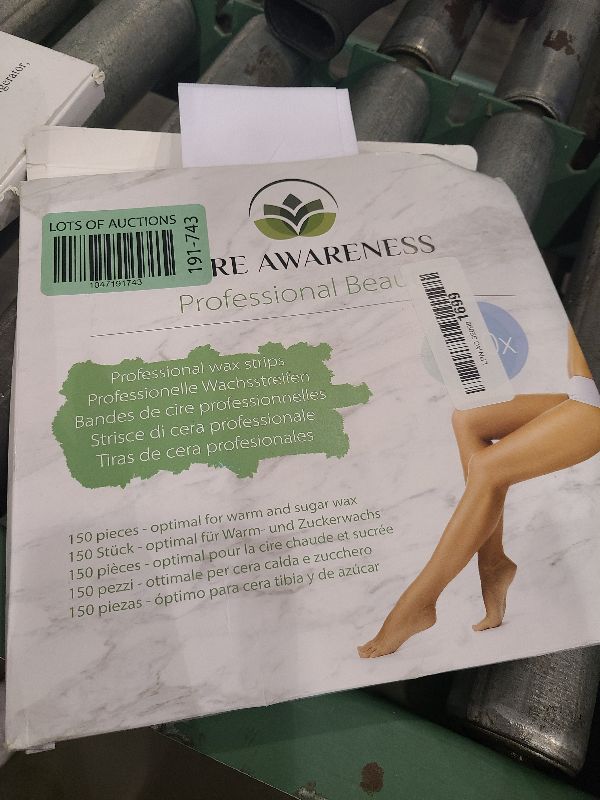 gerator,
LOTS OF AUCTIONS
1047191743
191-743
RE AWARENESS
Professional Beau
1699
0x
Professional wax strips
Professionelle Wachsstreifen
Bandes de cire professionnelles
Strisce di cera professionale
Tiras de cera profesionales
150 pieces - optimal for warm and sugar wax
150 Stück - optimal für Warm- und Zuckerwachs
150 pièces - optimal pour la cire chaude et sucrée
150 pezzi - ottimale per cera calda e zucchero
150 piezas - óptimo para cera tibia y de azúcar